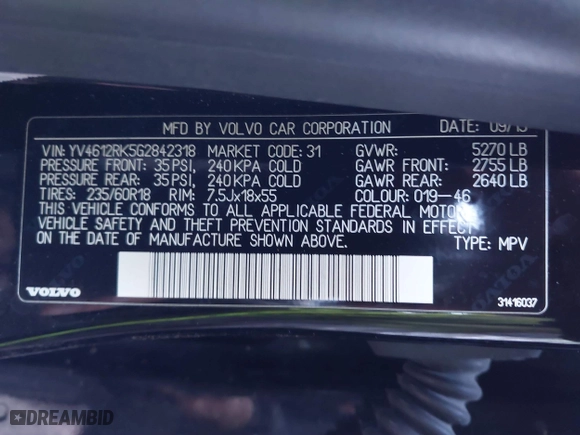 MFD BY VOLVO CAR CORPORATION DATE: 09/15
VIN: YV4612RK5G2842318 MARKET CODE: 31 GVWR: 5270 LB
PRESSURE FRONT: 35 PSI, 240 KPA COLD GAWR FRONT: 2755 LB
PRESSURE REAR: 35 PSI, 240 KPA COLD GAWR REAR: 2640 LB
TIRES: 235/60R18 RIM: 7.5Jx18x55 COLOUR: 019-46
THIS VEHICLE CONFORMS TO ALL APPLICABLE FEDERAL MOTOR
VEHICLE SAFETY AND THEFT PREVENTION STANDARDS IN EFFECT
ON THE DATE OF MANUFACTURE SHOWN ABOVE. TYPE: MPV
VOLVO
31416037
DREAMBID